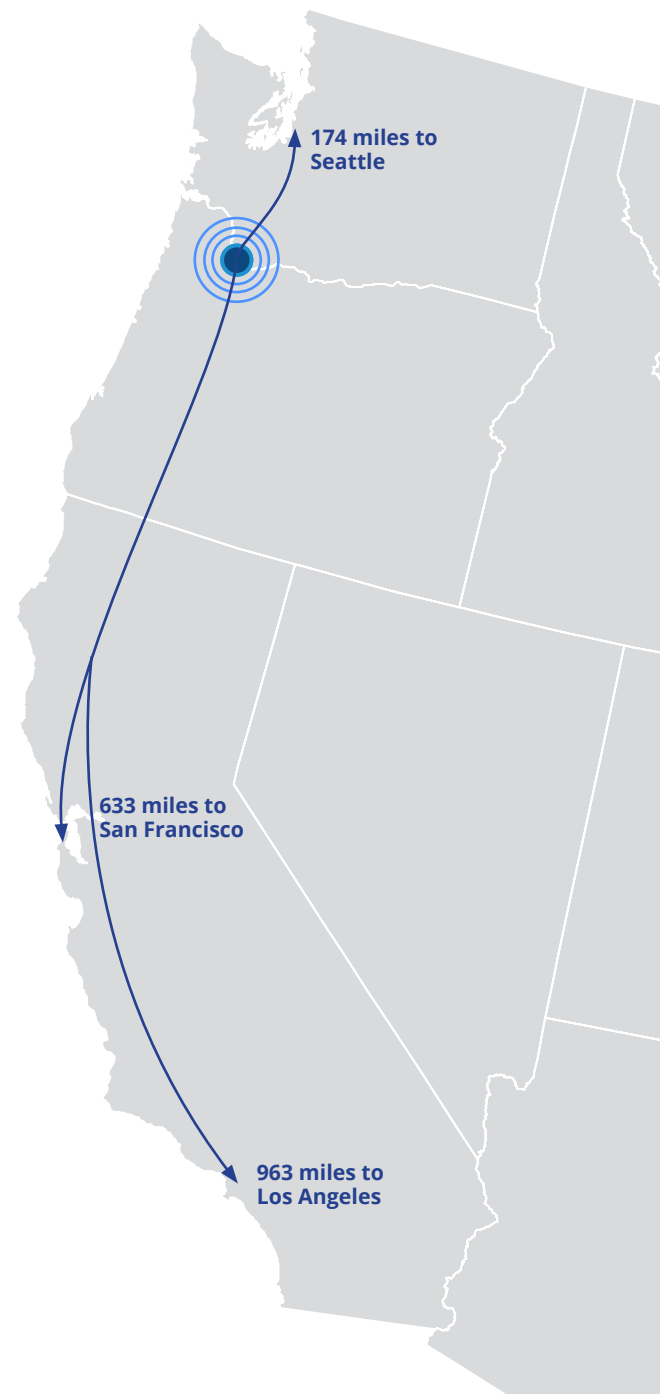 174 miles to
Seattle
633 miles to
San Francisco
963 miles to
Los Angeles